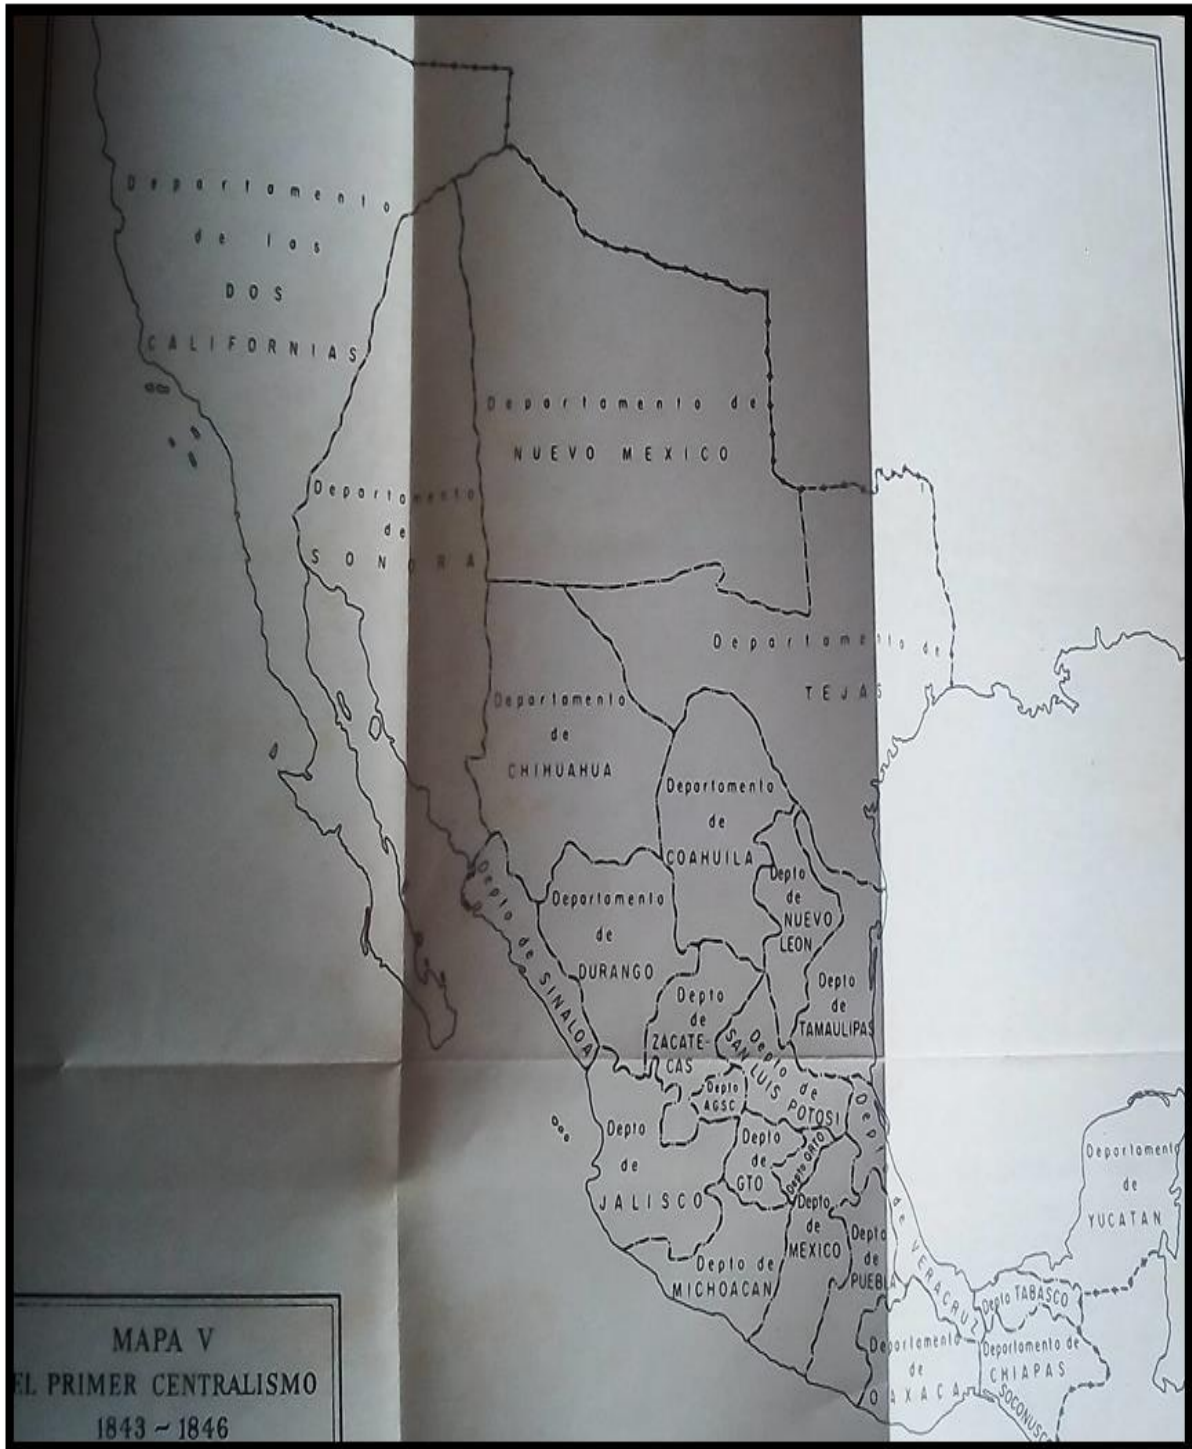 Departamento
de las
DOS
CALIFORNIAS
Departamento de
NUEVO MEXICO
Departamento
de
SONORA
Departamento de
TEJAS
Departamento
de
CHIHUAHUA
Departamento
de
COAHUILA
Depto
de
NUEVO
LEON
Depto de SINALOA
Departamento
de
DURANGO
Depto
de
TAMAULIPAS
Depto
de
ZACATE-
CAS
Depto de
SAN LUIS POTOSI
Depto
AGSC
Depto
de
JALISCO
Depto
de
GTO
Depto QRTO
Depto
de
MEXICO
Depto de
MICHOACAN
Depto
de
PUEBLA
Depto de VERACRUZ
Departamento
de
YUCATAN
Depto TABASCO
Departamento
de
OAXACA
Departamento de
CHIAPAS
SOCONUSCO
MAPA V
EL PRIMER CENTRALISMO
1843 ~ 1846